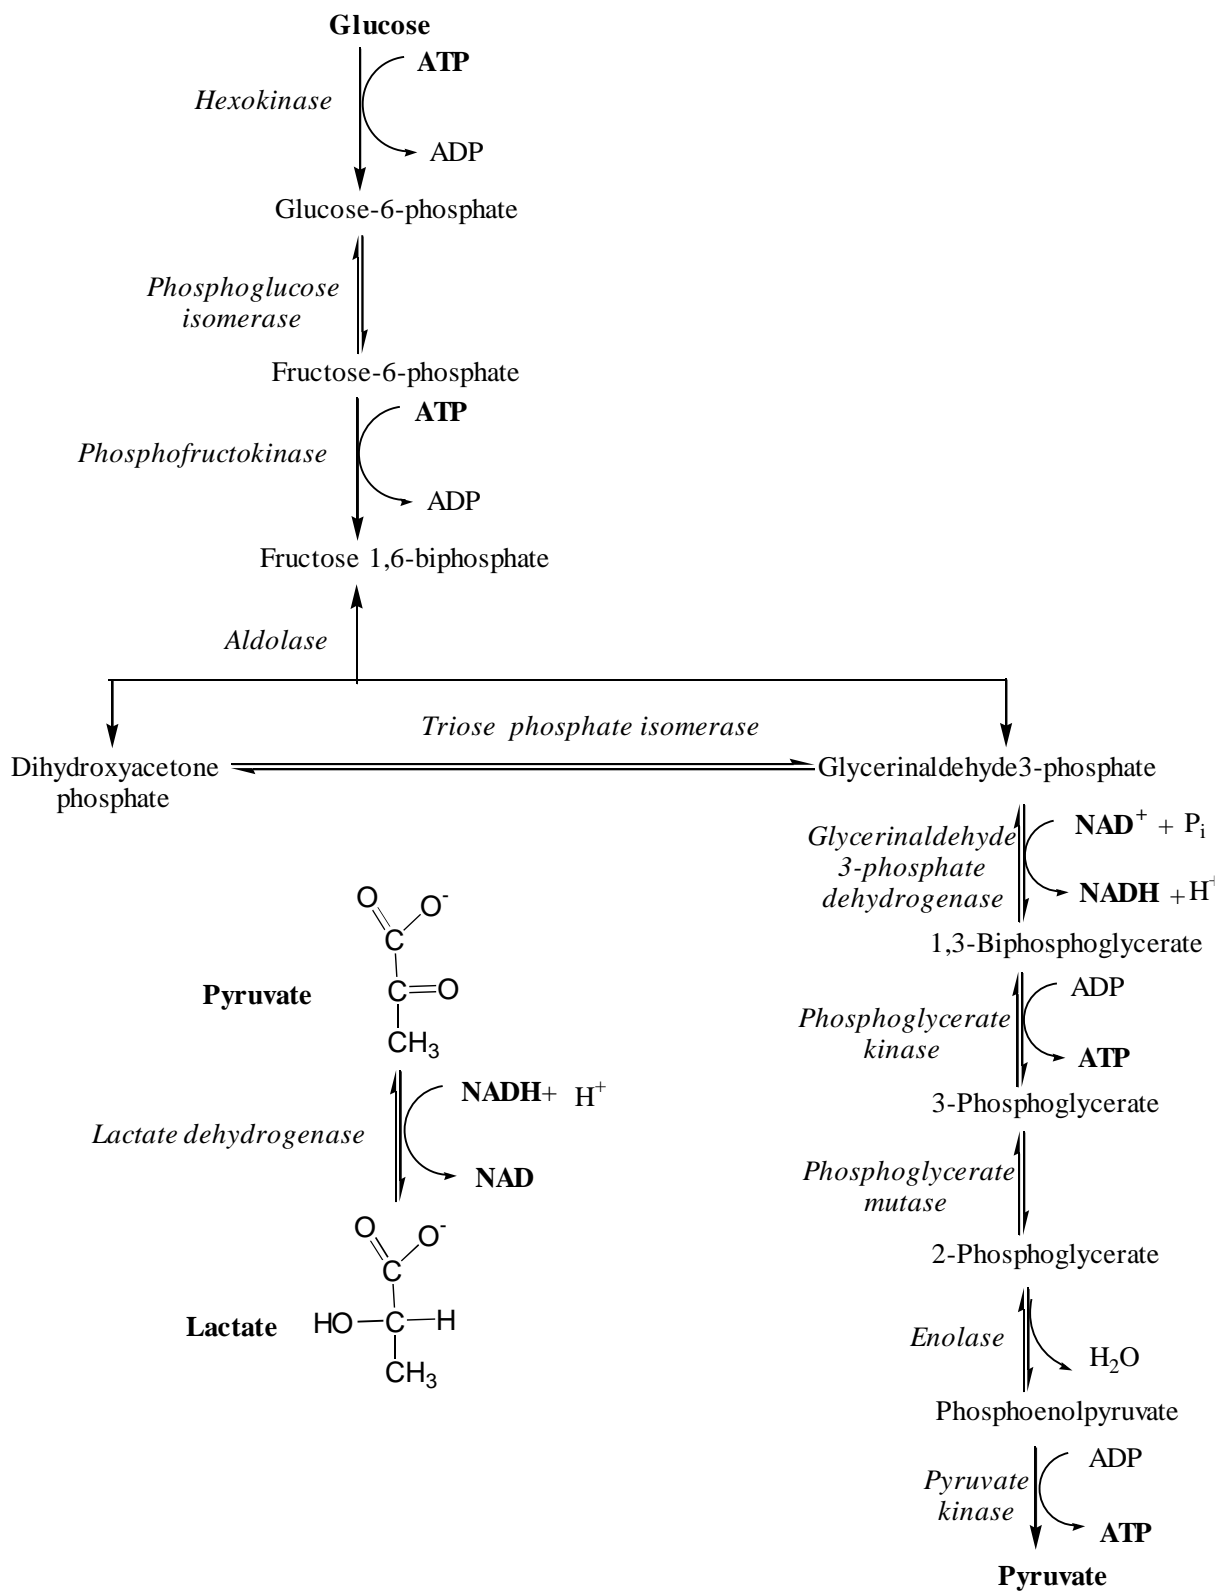 Glucose
ATP
Hexokinase
ADP
Glucose-6-phosphate
Phosphoglucose
isomerase
Fructose-6-phosphate
ATP
Phosphofructokinase
ADP
Fructose 1,6-biphosphate
Aldolase
Triose phosphate isomerase
Dihydroxyacetone
phosphate
Glycerinaldehyde3-phosphate
NAD+ + Pi
Glycerinaldehyde
3-phosphate
dehydrogenase
NADH + H+
1,3-Biphosphoglycerate
ADP
Phosphoglycerate
kinase
ATP
3-Phosphoglycerate
Phosphoglycerate
mutase
2-Phosphoglycerate
Enolase
H2O
Phosphoenolpyruvate
ADP
Pyruvate
kinase
ATP
Pyruvate
O
O-
C
Pyruvate
C=O
CH3
NADH+ H+
Lactate dehydrogenase
NAD
O
O-
C
Lactate
HO C H
CH3